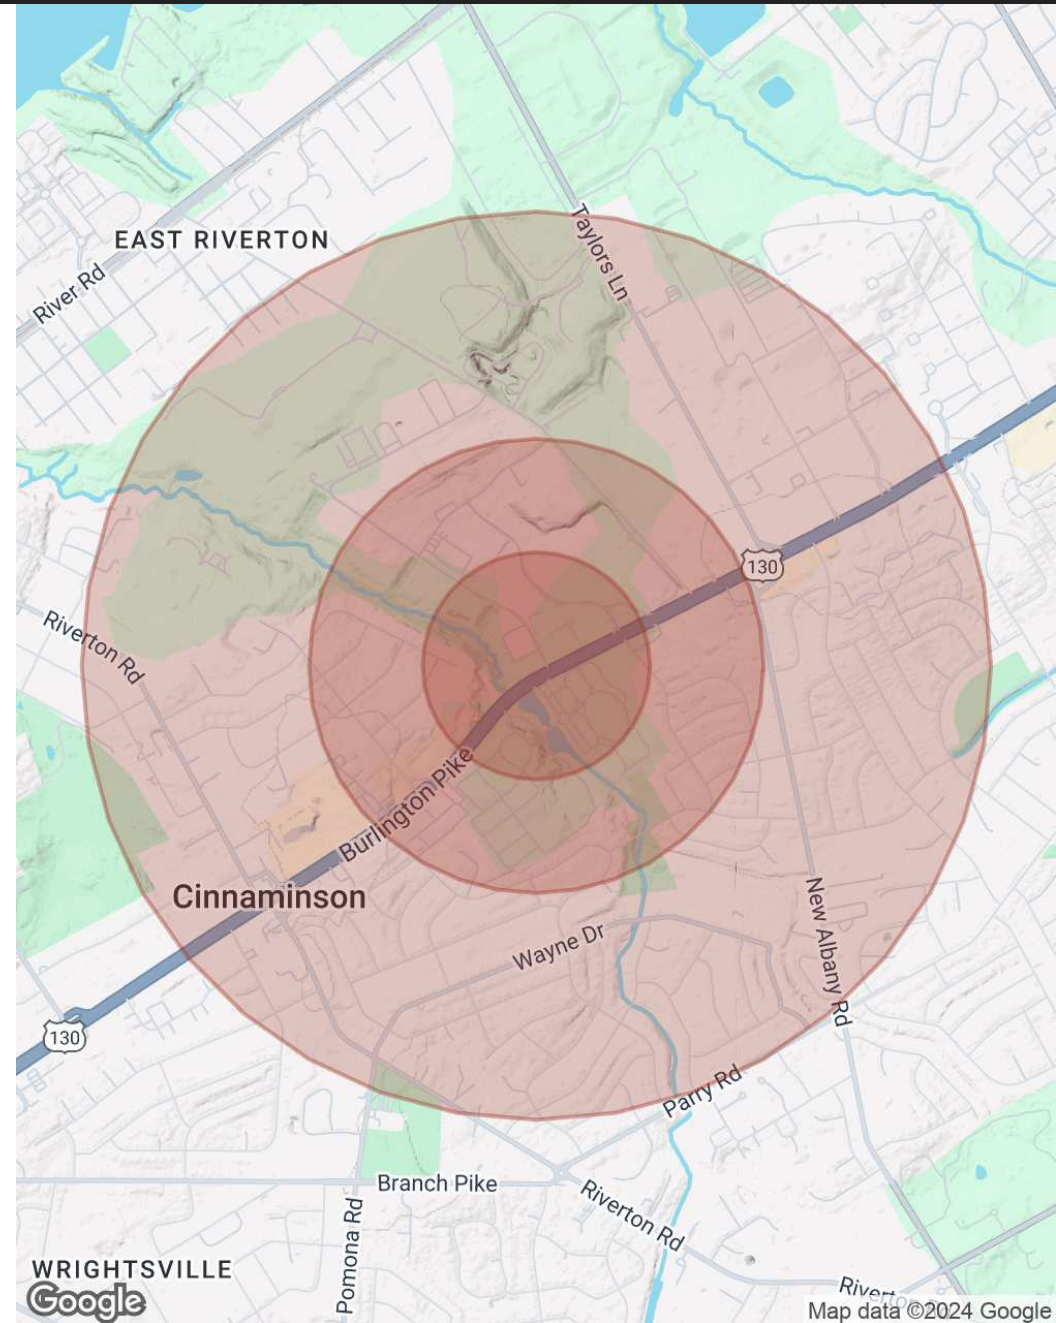 Taylors Ln
EAST RIVERTON
River Rd
130
Riverton Rd
Burlington Pike
Cinnaminson
New Albany Rd
Wayne Dr
130
Parry Rd
Branch Pike
Riverton Rd
Pomona Rd
WRIGHTSVILLE
Riverton
Google
Map data ©2024 Google